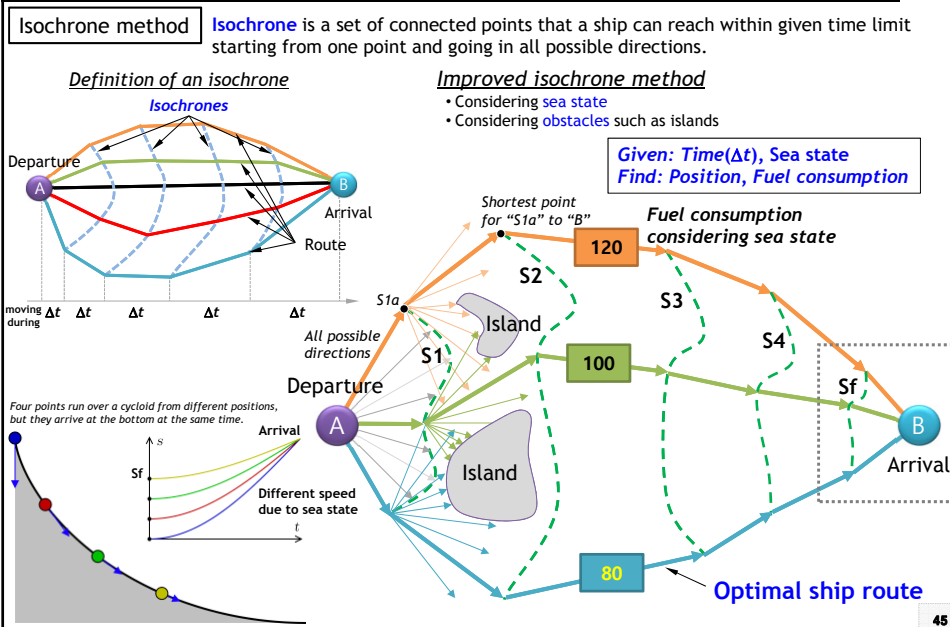 Isochrone method
Isochrone is a set of connected points that a ship can reach within given time limit
starting from one point and going in all possible directions.
Definition of an isochrone
Isochrones
Departure
A
B
Arrival
Route
moving
during
Δt
Δt
Δt
Δt
Δt
Improved isochrone method
• Considering sea state
• Considering obstacles such as islands
Given: Time(Δt), Sea state
Find: Position, Fuel consumption
Shortest point
for “S1a” to “B”
Fuel consumption
considering sea state
120
S2
S3
S1a
Island
All possible
directions
S1
S4
100
Departure
Sf
A
B
Island
Arrival
80
Optimal ship route
Four points run over a cycloid from different positions,
but they arrive at the bottom at the same time.
s
Arrival
Sf
Different speed
due to sea state
t
45